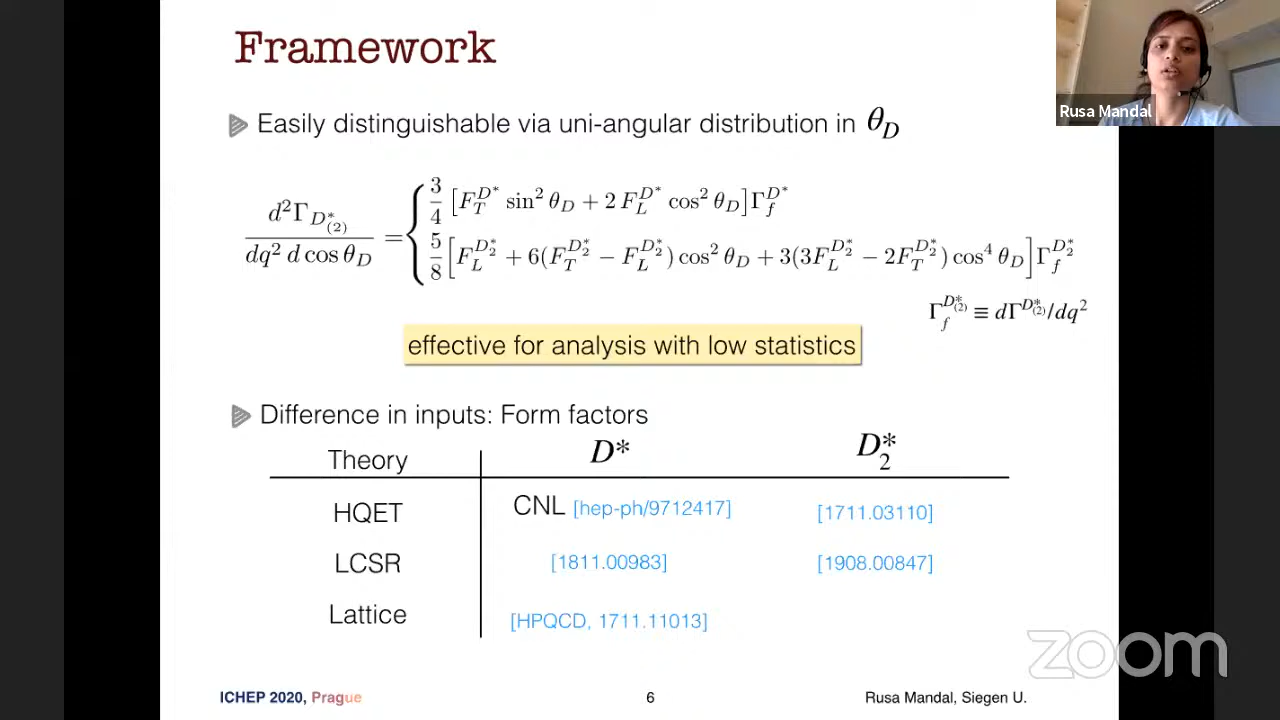 Framework
Rusa Mandal
Easily distinguishable via uni-angular distribution in θ_D
d²Γ_{D*_{(2)}} / dq² d cos θ_D = { 3/4 [F_T^{D*} sin² θ_D + 2 F_L^{D*} cos² θ_D] Γ_f^{D*}
5/8 [F_L^{D*_2} + 6(F_T^{D*_2} − F_L^{D*_2}) cos² θ_D + 3(3F_L^{D*_2} − 2F_T^{D*_2}) cos⁴ θ_D] Γ_f^{D*_2}
Γ_f^{D*_{(2)}} ≡ dΓ^{D*_{(2)}}/dq²
effective for analysis with low statistics
Difference in inputs: Form factors
Theory D* D*_2
HQET CNL [hep-ph/9712417] [1711.03110]
LCSR [1811.00983] [1908.00847]
Lattice [HPQCD, 1711.11013]
zoom
ICHEP 2020, Prague 6 Rusa Mandal, Siegen U.